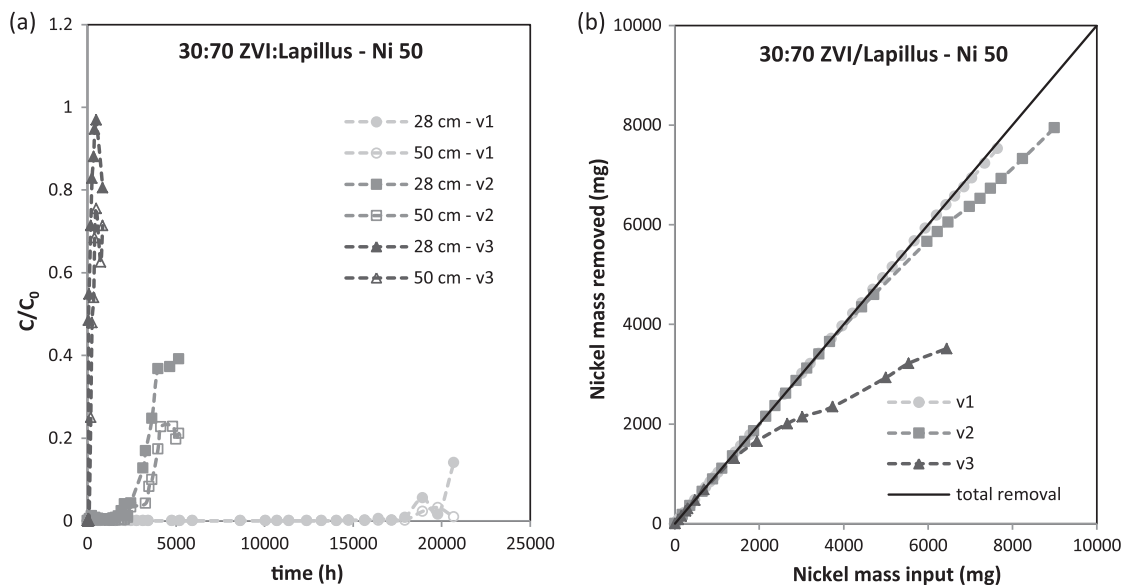 (a)
30:70 ZVI:Lapillus - Ni 50
1.2
1
0.8
0.6
0.4
0.2
0
C/C0
28 cm - v1
50 cm - v1
28 cm - v2
50 cm - v2
28 cm - v3
50 cm - v3
0 5000 10000 15000 20000 25000
time (h)
(b)
30:70 ZVI/Lapillus - Ni 50
10000
8000
6000
4000
2000
0
Nickel mass removed (mg)
v1
v2
v3
total removal
0 2000 4000 6000 8000 10000
Nickel mass input (mg)